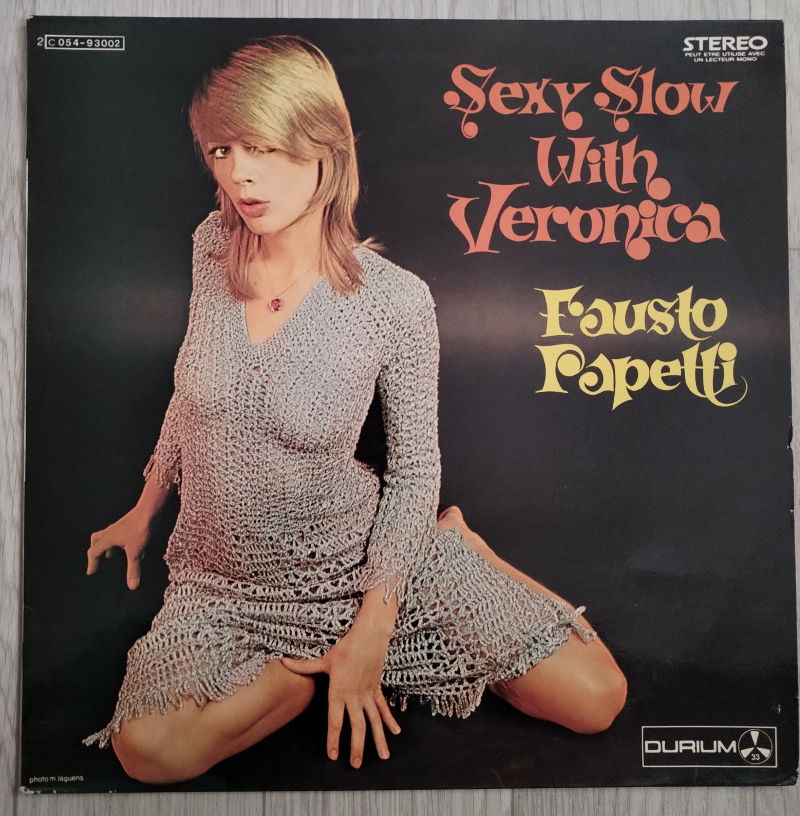 2 C 054-93002
STEREO
PEUT ETRE UTILISE AVEC
UN LECTEUR MONO
Sexy Slow
With
Veronica
Fausto
Papetti
DURIUM
33
photo m. laguens